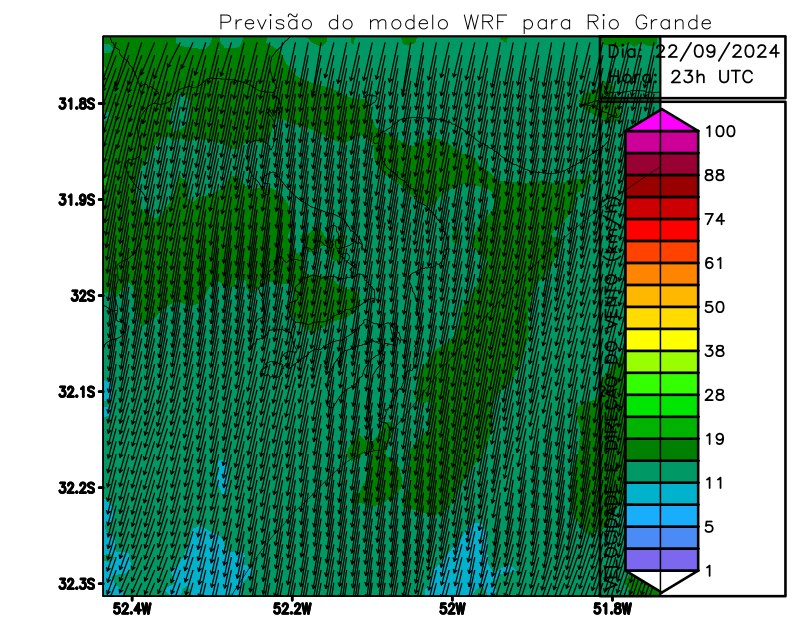 Previsão do modelo WRF para Rio Grande
Dia: 22/09/2024
Hora: 23h UTC
31.8S
31.9S
32S
32.1S
32.2S
32.3S
52.4W
52.2W
52W
51.8W
VELOCIDADE E DIREÇÃO DO VENTO (km/h)
100
88
74
61
50
38
28
19
11
5
1